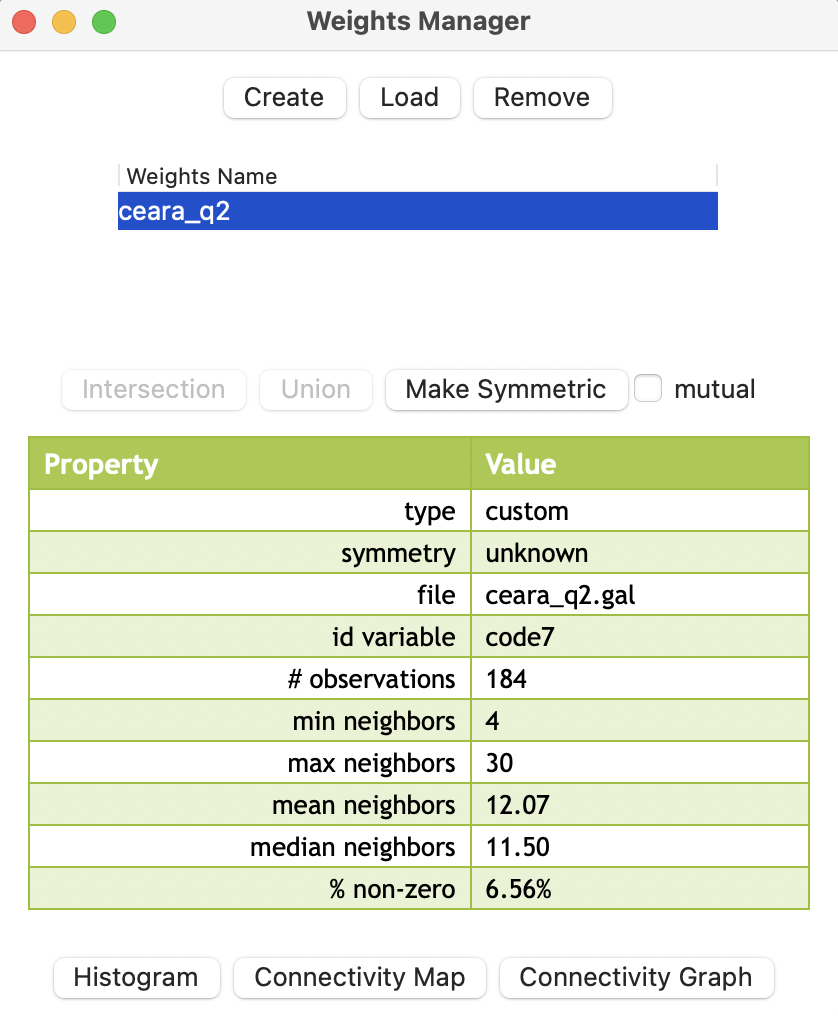 Weights Manager
Create Load Remove
Weights Name
ceara_q2
Intersection Union Make Symmetric mutual
Property Value
type custom
symmetry unknown
file ceara_q2.gal
id variable code7
# observations 184
min neighbors 4
max neighbors 30
mean neighbors 12.07
median neighbors 11.50
% non-zero 6.56%
Histogram Connectivity Map Connectivity Graph